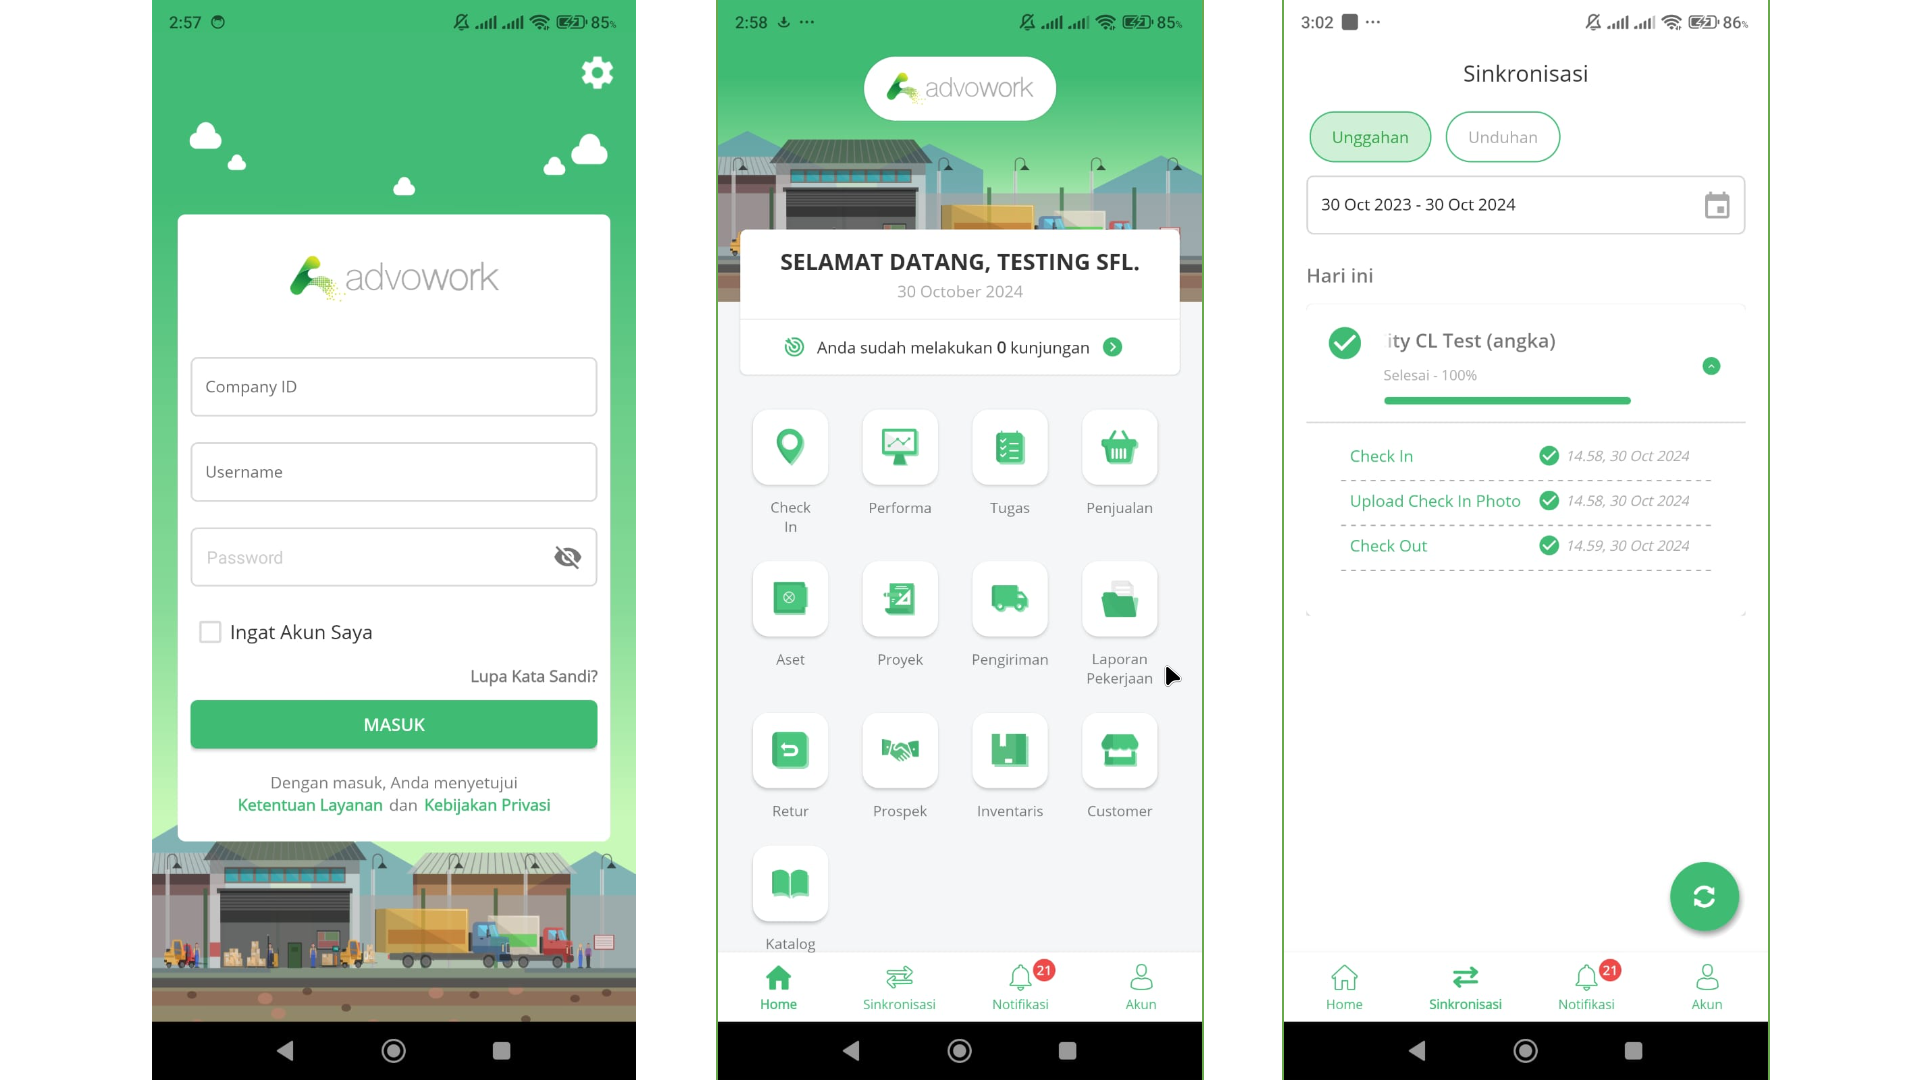 2:57
85%
advowork
Company ID
Username
Password
Ingat Akun Saya
Lupa Kata Sandi?
MASUK
Dengan masuk, Anda menyetujui
Ketentuan Layanan dan Kebijakan Privasi
2:58
85%
advowork
SELAMAT DATANG, TESTING SFL.
30 October 2024
Anda sudah melakukan 0 kunjungan
Check In
Performa
Tugas
Penjualan
Aset
Proyek
Pengiriman
Laporan Pekerjaan
Retur
Prospek
Inventaris
Customer
Katalog
Home
Sinkronisasi
21
Notifikasi
Akun
3:02
86%
Sinkronisasi
Unggahan
Unduhan
30 Oct 2023 - 30 Oct 2024
Hari ini
ity CL Test (angka)
Selesai - 100%
Check In 14.58, 30 Oct 2024
Upload Check In Photo 14.58, 30 Oct 2024
Check Out 14.59, 30 Oct 2024
Home
Sinkronisasi
21
Notifikasi
Akun